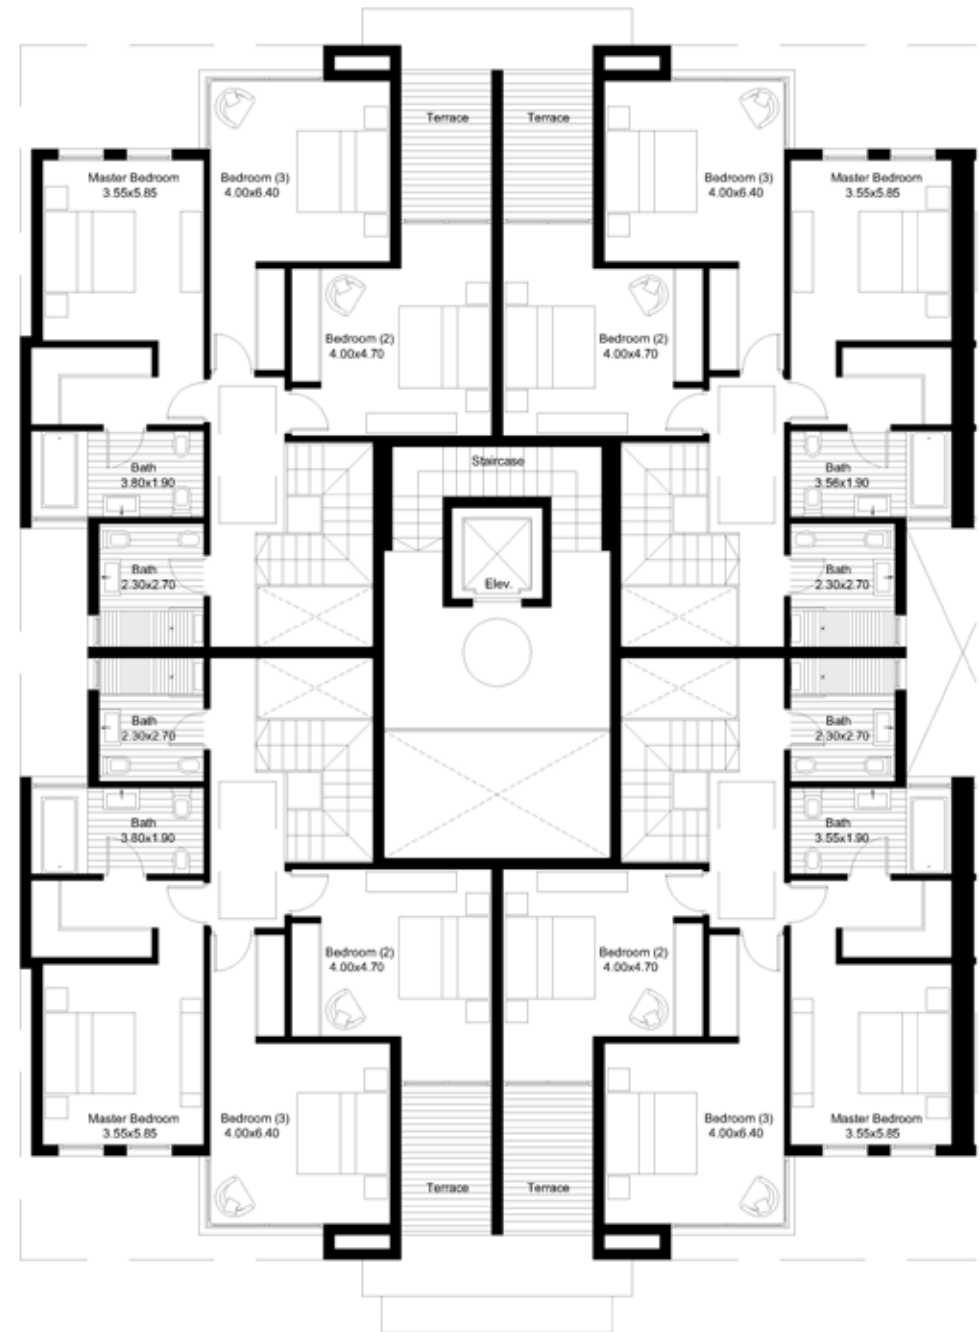 Terrace
Terrace
Master Bedroom
3.55x5.85
Bedroom (3)
4.00x6.40
Bedroom (3)
4.00x6.40
Master Bedroom
3.55x5.85
Bedroom (2)
4.00x4.70
Bedroom (2)
4.00x4.70
Staircase
Bath
3.80x1.90
Bath
3.56x1.90
Bath
2.30x2.70
Elev.
Bath
2.30x2.70
Bath
2.30x2.70
Bath
2.30x2.70
Bath
3.80x1.90
Bath
3.55x1.90
Bedroom (2)
4.00x4.70
Bedroom (2)
4.00x4.70
Master Bedroom
3.55x5.85
Bedroom (3)
4.00x6.40
Bedroom (3)
4.00x6.40
Master Bedroom
3.55x5.85
Terrace
Terrace